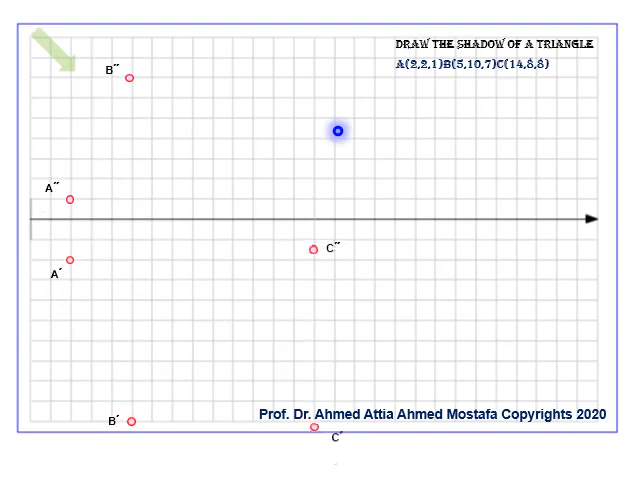 DRAW THE SHADOW OF A TRIANGLE
A(2,2,1)B(5,10,7)C(14,8,8)
B˝
A˝
C˝
A´
B´
Prof. Dr. Ahmed Attia Ahmed Mostafa Copyrights 2020
C´